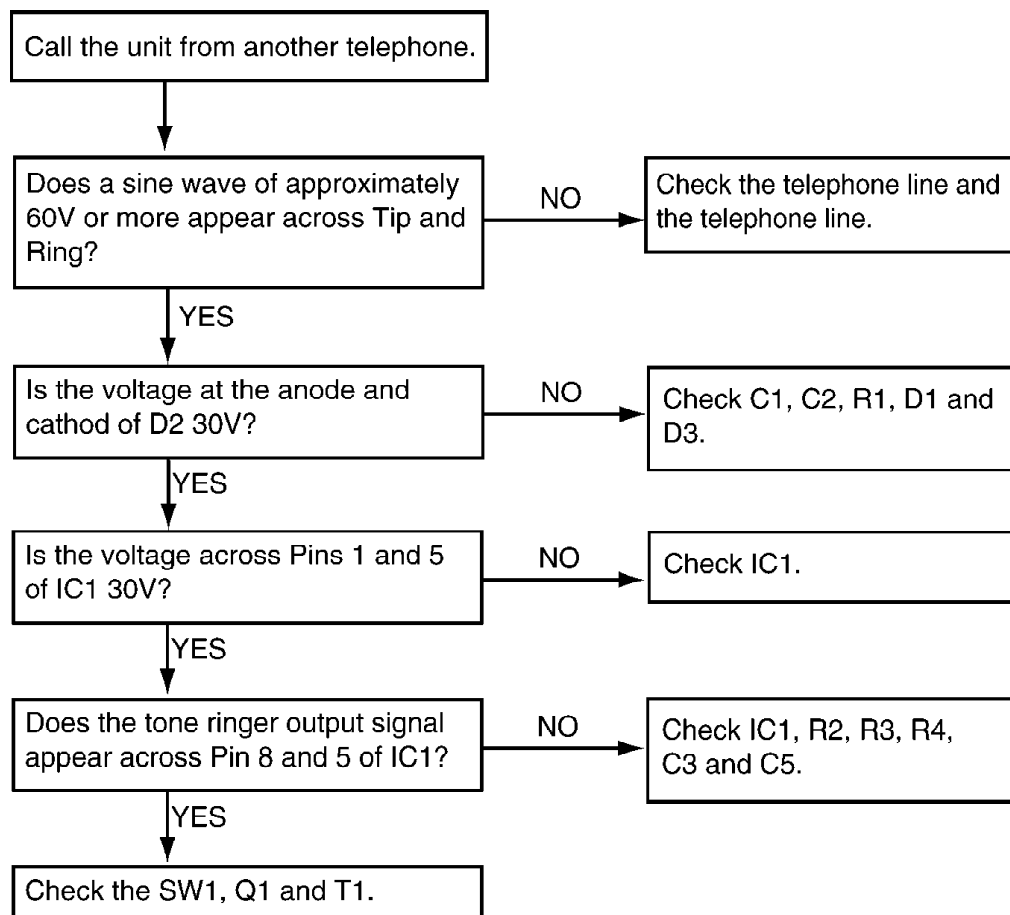 Call the unit from another telephone.
Does a sine wave of approximately
60V or more appear across Tip and
Ring?
NO
Check the telephone line and
the telephone line.
YES
Is the voltage at the anode and
cathod of D2 30V?
NO
Check C1, C2, R1, D1 and
D3.
YES
Is the voltage across Pins 1 and 5
of IC1 30V?
NO
Check IC1.
YES
Does the tone ringer output signal
appear across Pin 8 and 5 of IC1?
NO
Check IC1, R2, R3, R4,
C3 and C5.
YES
Check the SW1, Q1 and T1.